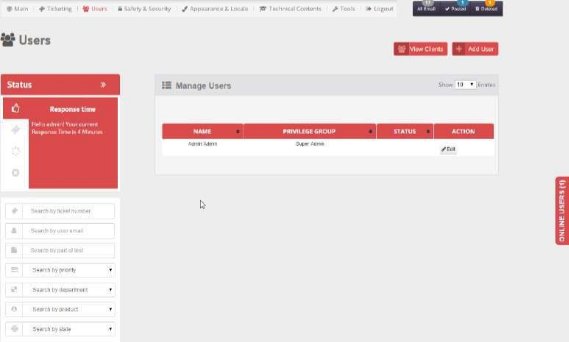 Main Ticketing Users Safety & Security Appearance & Locale Technical Contents Tools Logout
All Email Posted Deleted
Users
View Clients Add User
Status »
Manage Users
Show 10 Entries
Response time
Hello admin! Your current
Response Time is 4 Minutes
NAME PRIVILEGE GROUP STATUS ACTION
Admin Admin Super Admin Edit
ONLINE USERS (1)
Search by ticket number
Search by user email
Search by part of text
Search by priority
Search by department
Search by product
Search by state